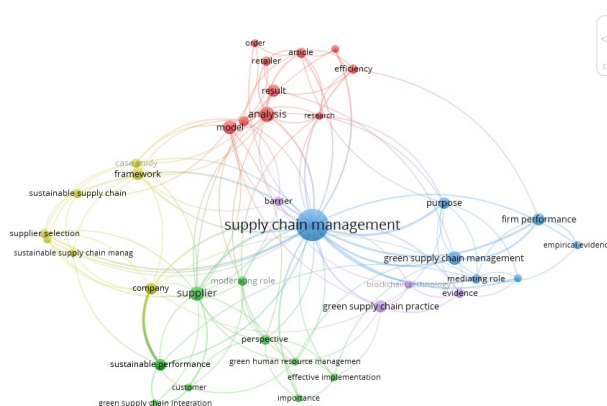 order
article
retailer
efficiency
result
analysis
research
model
case study
framework
sustainable supply chain
barrier
purpose
supply chain management
firm performance
supplier selection
empirical evidenc
sustainable supply chain manag
green supply chain management
moderating role
mediating role
company
supplier
blockchain technology
evidence
green supply chain practice
perspective
sustainable performance
green human resource managemen
effective implementation
customer
importance
green supply chain integration